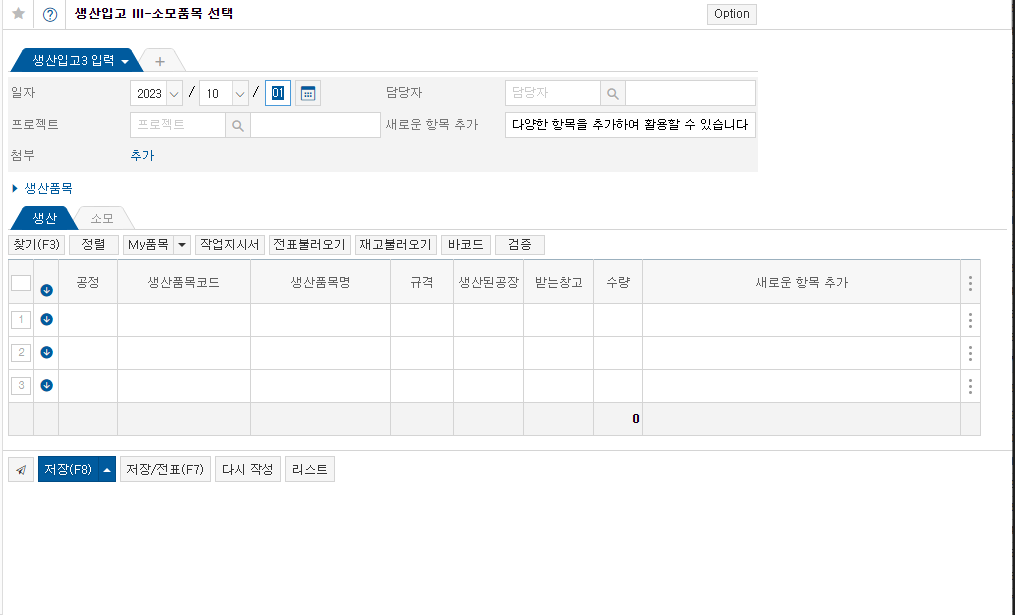 생산입고 III-소모품목 선택 Option
생산입고3 입력 +
일자 2023 / 10 / 01 담당자 담당자
프로젝트 프로젝트 새로운 항목 추가 다양한 항목을 추가하여 활용할 수 있습니다
첨부 추가
생산품목
생산 소모
찾기(F3) 정렬 My품목 작업지시서 전표불러오기 재고불러오기 바코드 검증
공정 생산품목코드 생산품목명 규격 생산된공장 받는창고 수량 새로운 항목 추가
1
2
3
0
저장(F8) 저장/전표(F7) 다시 작성 리스트